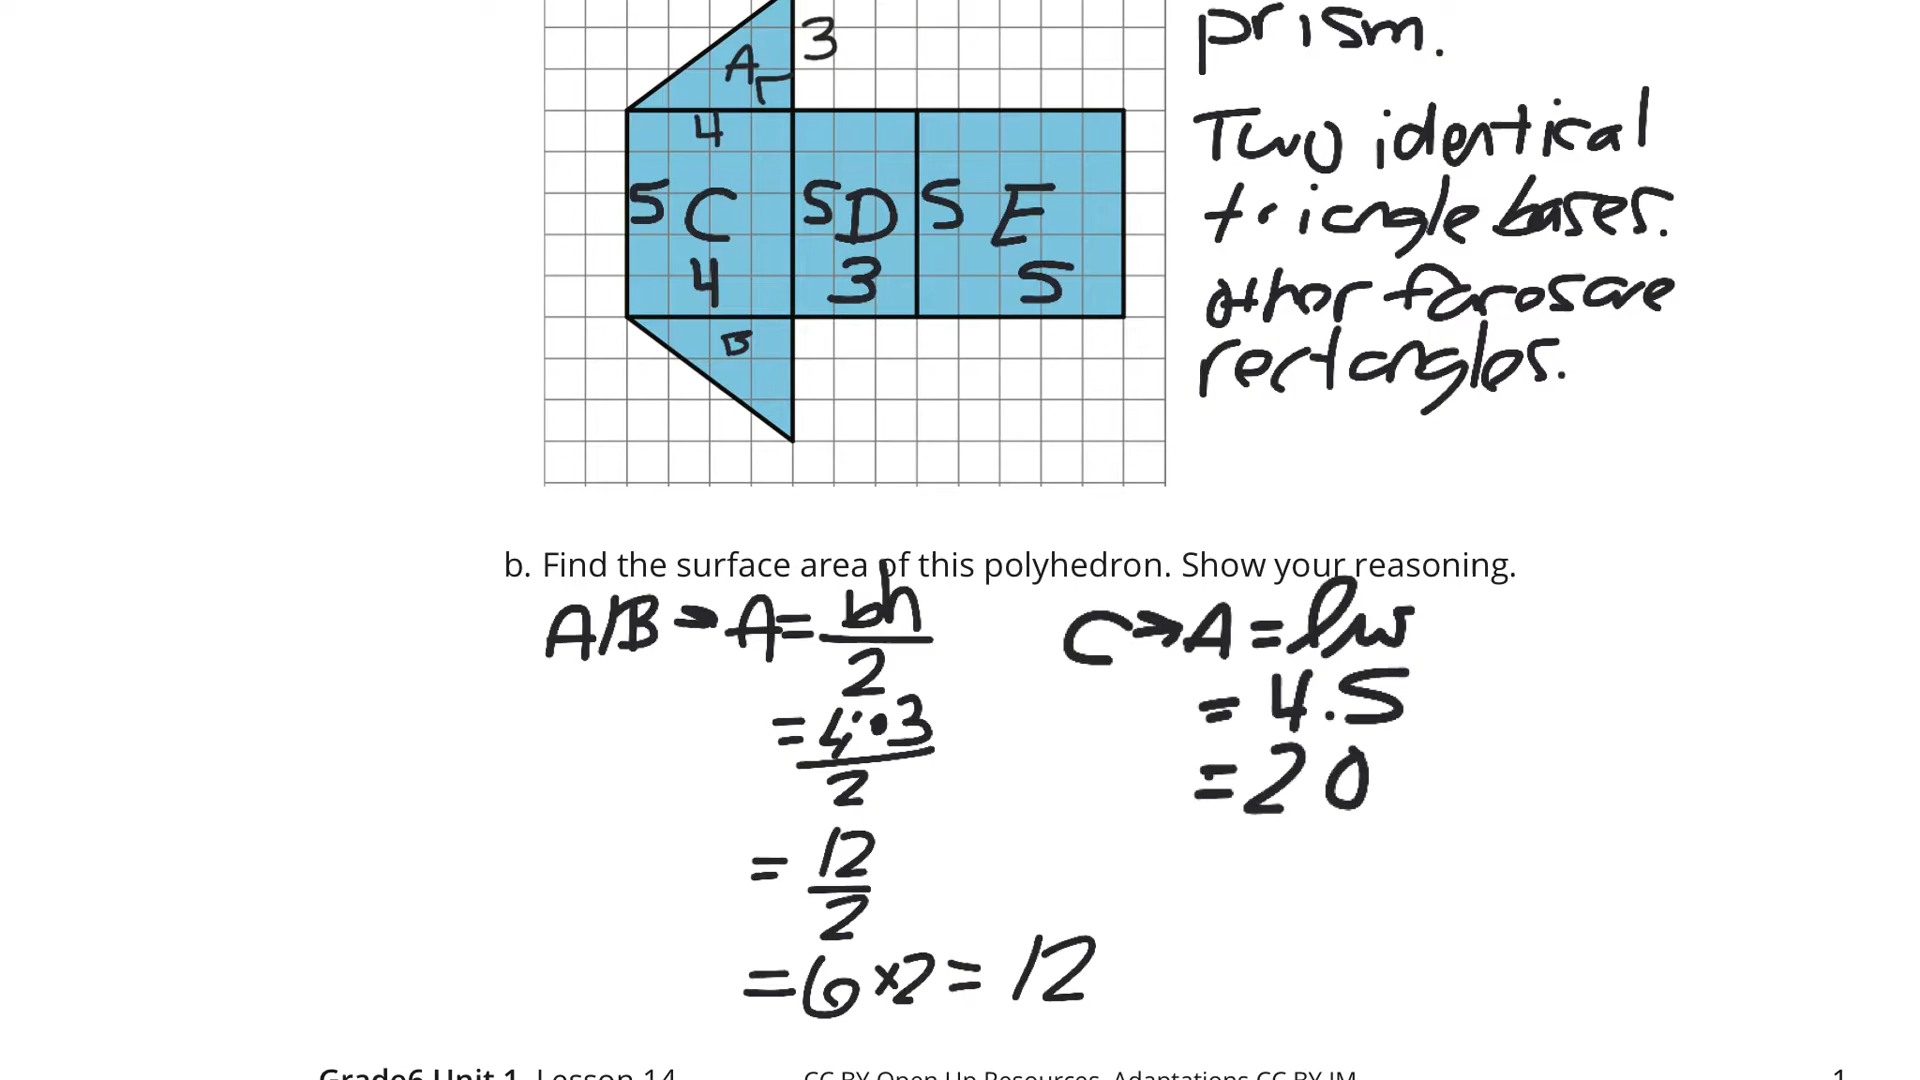 prism.
3
A
Two identical
4
triangle bases.
5 C 5 D 5 E
4 3 5
other faces are
B
rectangles.
b. Find the surface area of this polyhedron. Show your reasoning.
A/B → A = bh
2
= 4 • 3
2
= 12
2
= 6 × 2 = 12
C → A = lw
= 4 . 5
= 20
Grade6 Unit 1 Lesson 14
CC BY Open Up Resources. Adaptations CC BY IM
1